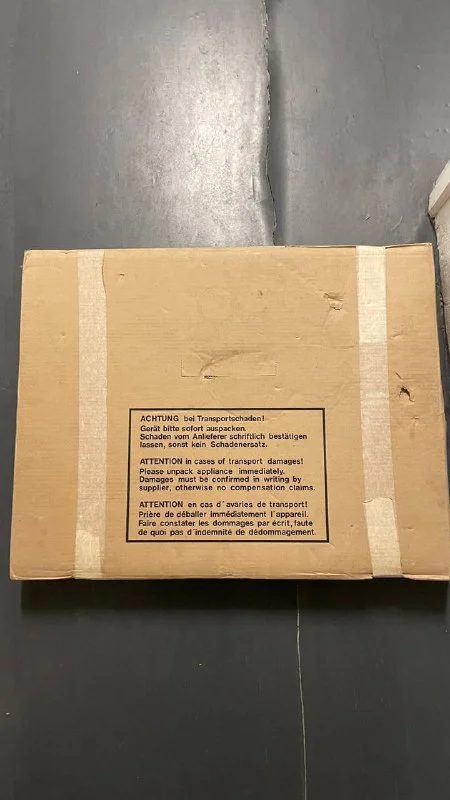 ACHTUNG bei Transportschäden!
Gerät bitte sofort auspacken.
Schaden vom Anlieferer schriftlich bestätigen
lassen, sonst kein Schadenersatz.
ATTENTION in cases of transport damages!
Please unpack appliance immediately.
Damages must be confirmed in writing by
supplier, otherwise no compensation claims.
ATTENTION en cas d'avaries de transport!
Prière de déballer immédiatement l'appareil.
Faire constater les dommages par écrit, faute
de quoi pas d'indemnité de dédommagement.